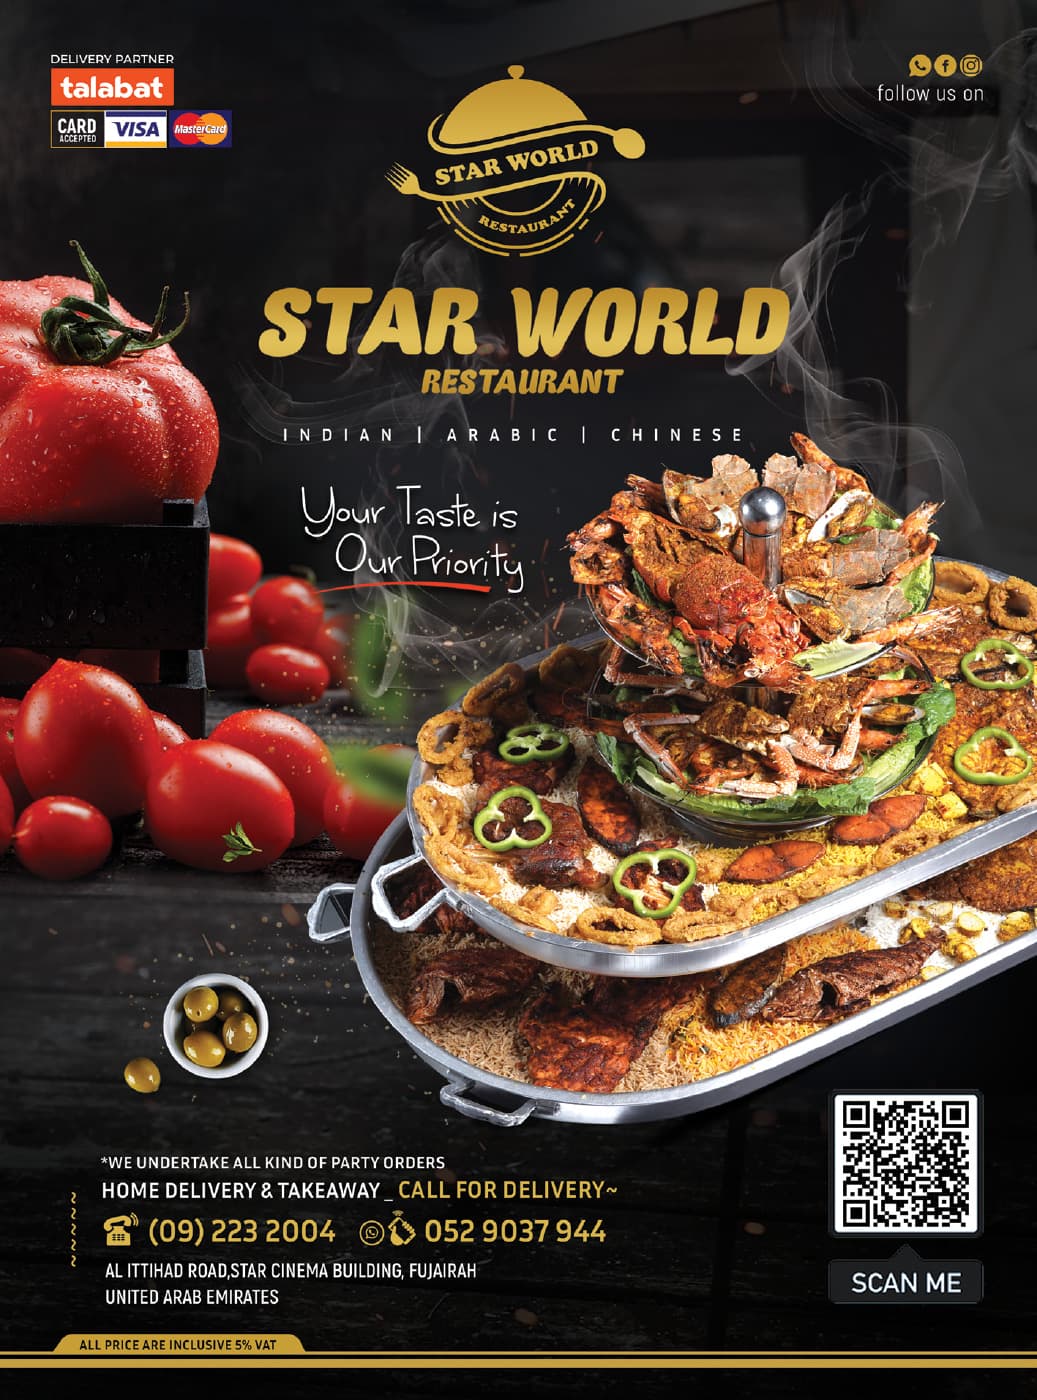 DELIVERY PARTNER
talabat
CARD
ACCEPTED
VISA
MasterCard
follow us on
STAR WORLD
RESTAURANT
STAR WORLD
RESTAURANT
INDIAN | ARABIC | CHINESE
Your Taste is
Our Priority
*WE UNDERTAKE ALL KIND OF PARTY ORDERS
HOME DELIVERY & TAKEAWAY _ CALL FOR DELIVERY~
(09) 223 2004 052 9037 944
AL ITTIHAD ROAD,STAR CINEMA BUILDING, FUJAIRAH
UNITED ARAB EMIRATES
SCAN ME
ALL PRICE ARE INCLUSIVE 5% VAT